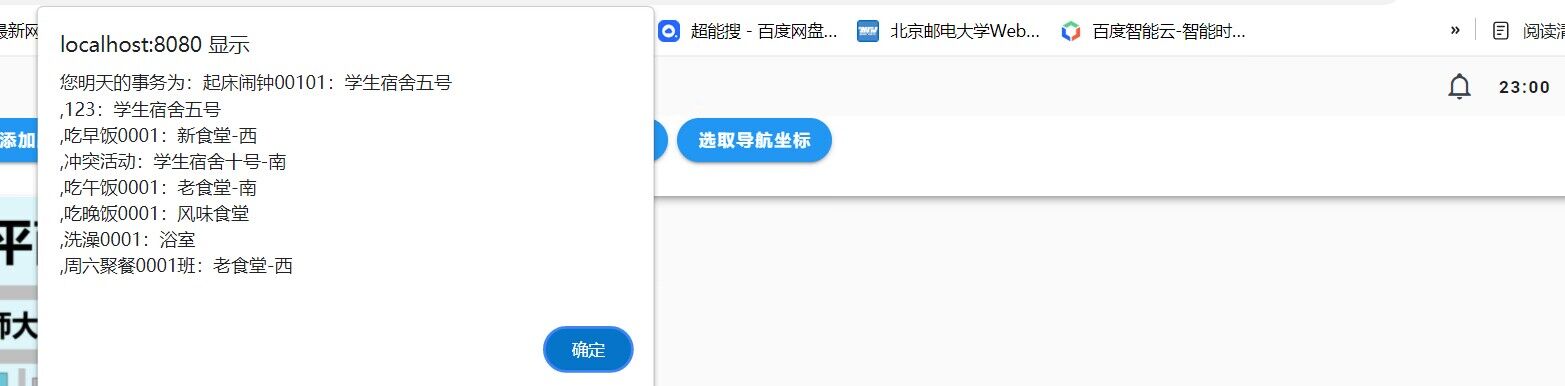 localhost:8080 显示
您明天的事务为：起床闹钟00101：学生宿舍五号
,123：学生宿舍五号
,吃早饭0001：新食堂-西
,冲突活动：学生宿舍十号-南
,吃午饭0001：老食堂-南
,吃晚饭0001：风味食堂
,洗澡0001：浴室
,周六聚餐0001班：老食堂-西
确定
最新网
超能搜 - 百度网盘... 北京邮电大学Web... 百度智能云-智能时... » 阅读清
23:00
添加
选取导航坐标
平
师大